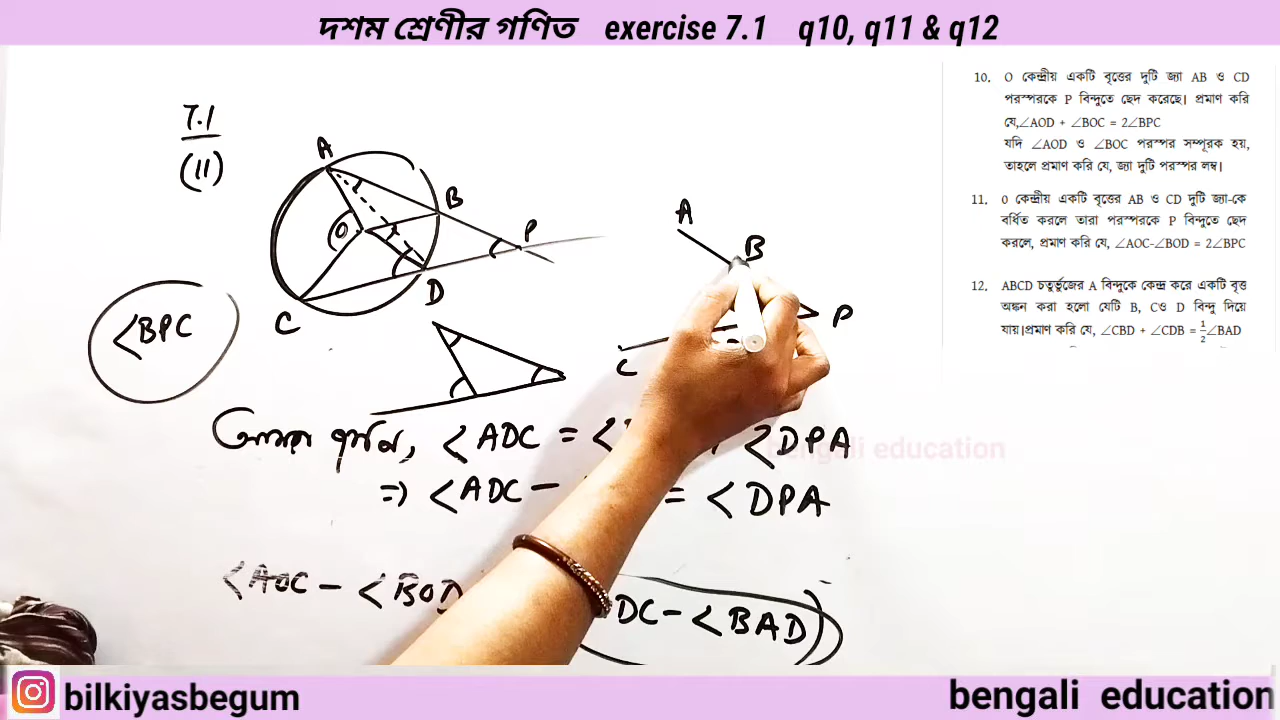 দশম শ্রেণীর গণিত exercise 7.1 q10, q11 & q12
10. O কেন্দ্রীয় একটি বৃত্তের দুটি জ্যা AB ও CD
পরস্পরকে P বিন্দুতে ছেদ করেছে। প্রমাণ করি
যে,∠AOD + ∠BOC = 2∠BPC
যদি ∠AOD ও ∠BOC পরস্পর সম্পূরক হয়,
তাহলে প্রমাণ করি যে, জ্যা দুটি পরস্পর লম্ব।
11. 0 কেন্দ্রীয় একটি বৃত্তের AB ও CD দুটি জ্যা-কে
বর্ধিত করলে তারা পরস্পরকে P বিন্দুতে ছেদ
করলে, প্রমাণ করি যে, ∠AOC-∠BOD = 2∠BPC
12. ABCD চতুর্ভুজের A বিন্দুকে কেন্দ্র করে একটি বৃত্ত
অঙ্কন করা হলো যেটি B, Cও D বিন্দু দিয়ে
যায়।প্রমাণ করি যে, ∠CBD + ∠CDB = 1/2∠BAD
7.1
(11)
A
B
P
O
D
C
A
B
P
C
∠BPC
∠ADC = ∠ ∠DPA
=> ∠ADC - = ∠DPA
∠AOC - ∠BOD DC - ∠BAD)
bengali education
bilkiyasbegum
bengali education